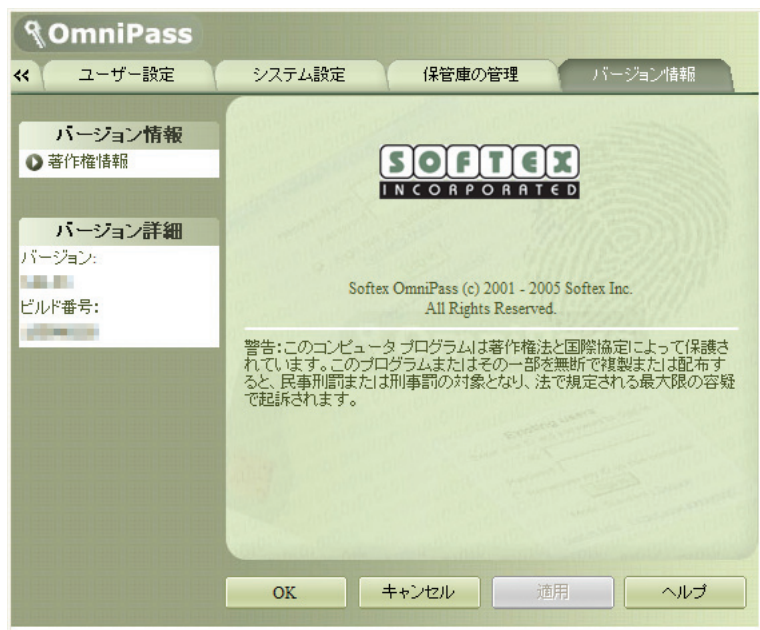 OmniPass
<< ユーザー設定 システム設定 保管庫の管理 バージョン情報
バージョン情報
著作権情報
バージョン詳細
バージョン:
ビルド番号:
SOFTEX
INCORPORATED
Softex OmniPass (c) 2001 - 2005 Softex Inc.
All Rights Reserved.
警告:このコンピュータ プログラムは著作権法と国際協定によって保護さ
れています。このプログラムまたはその一部を無断で複製または配布す
ると、民事刑罰または刑事罰の対象となり、法で規定される最大限の容疑
で起訴されます。
Existing users
OK キャンセル 適用 ヘルプ